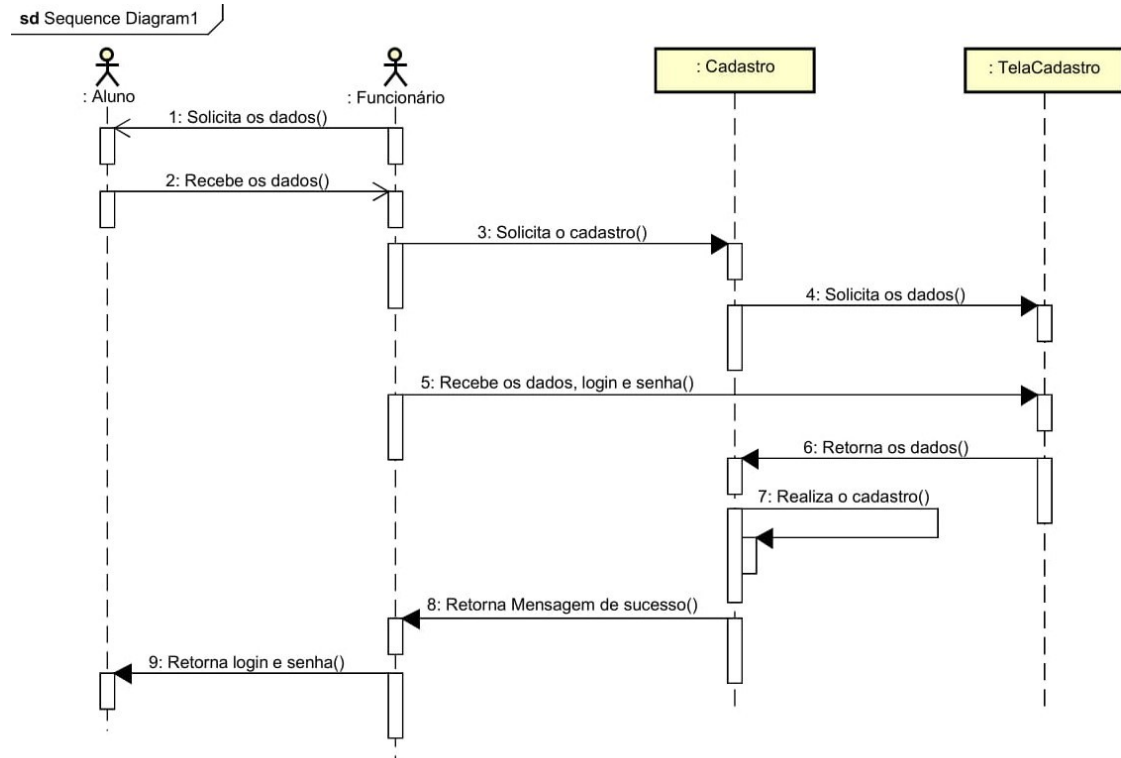 sd Sequence Diagram1
: Aluno
: Funcionário
: Cadastro
: TelaCadastro
1: Solicita os dados()
2: Recebe os dados()
3: Solicita o cadastro()
4: Solicita os dados()
5: Recebe os dados, login e senha()
6: Retorna os dados()
7: Realiza o cadastro()
8: Retorna Mensagem de sucesso()
9: Retorna login e senha()